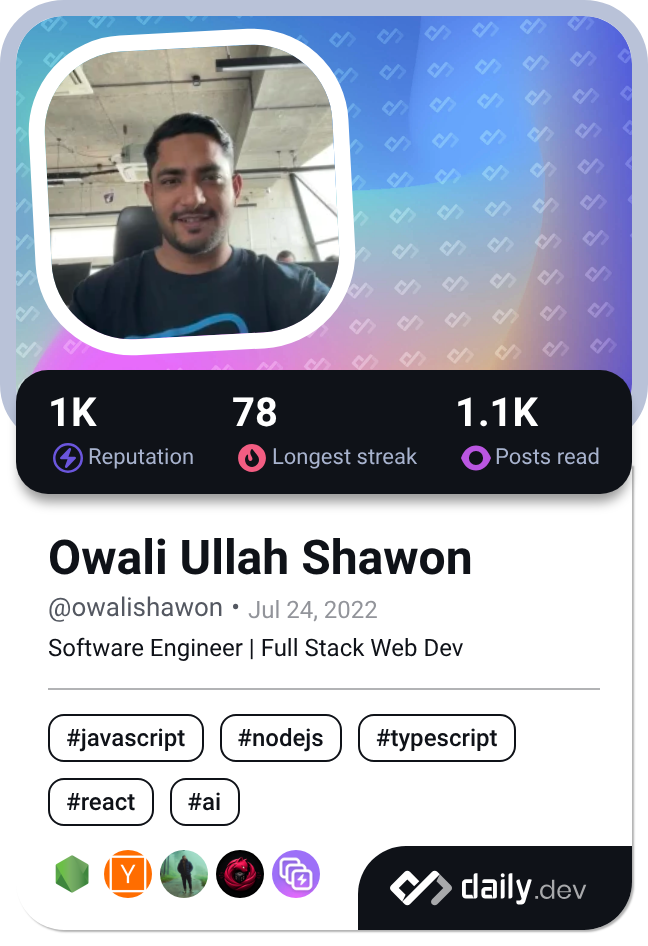 1K 78 1.1K
Reputation Longest streak Posts read
Owali Ullah Shawon
@owalishawon • Jul 24, 2022
Software Engineer | Full Stack Web Dev
#javascript #nodejs #typescript
#react #ai
Y
daily.dev